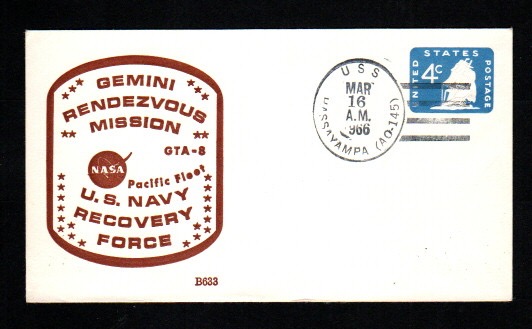 GEMINI
RENDEZVOUS
MISSION
GTA-8
NASA
Pacific Fleet
U.S. NAVY
RECOVERY
FORCE
B633
USS
MAR
16
A.M.
1966
HASSAYAMPA (AO-145)
UNITED STATES POSTAGE
4c